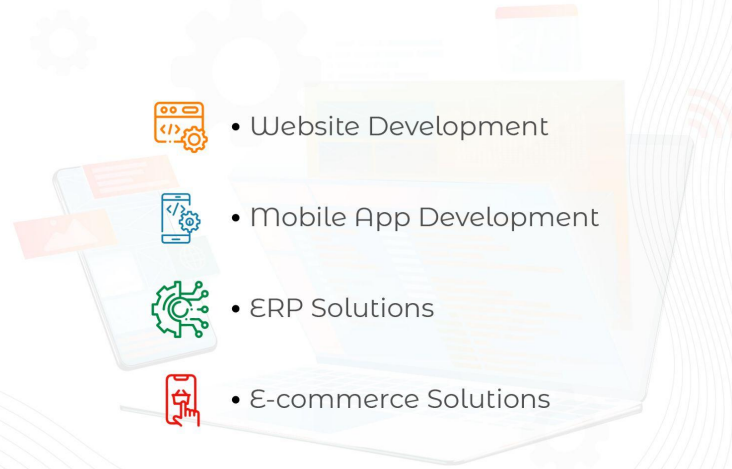 • Website Development
• Mobile App Development
• ERP Solutions
• E-commerce Solutions